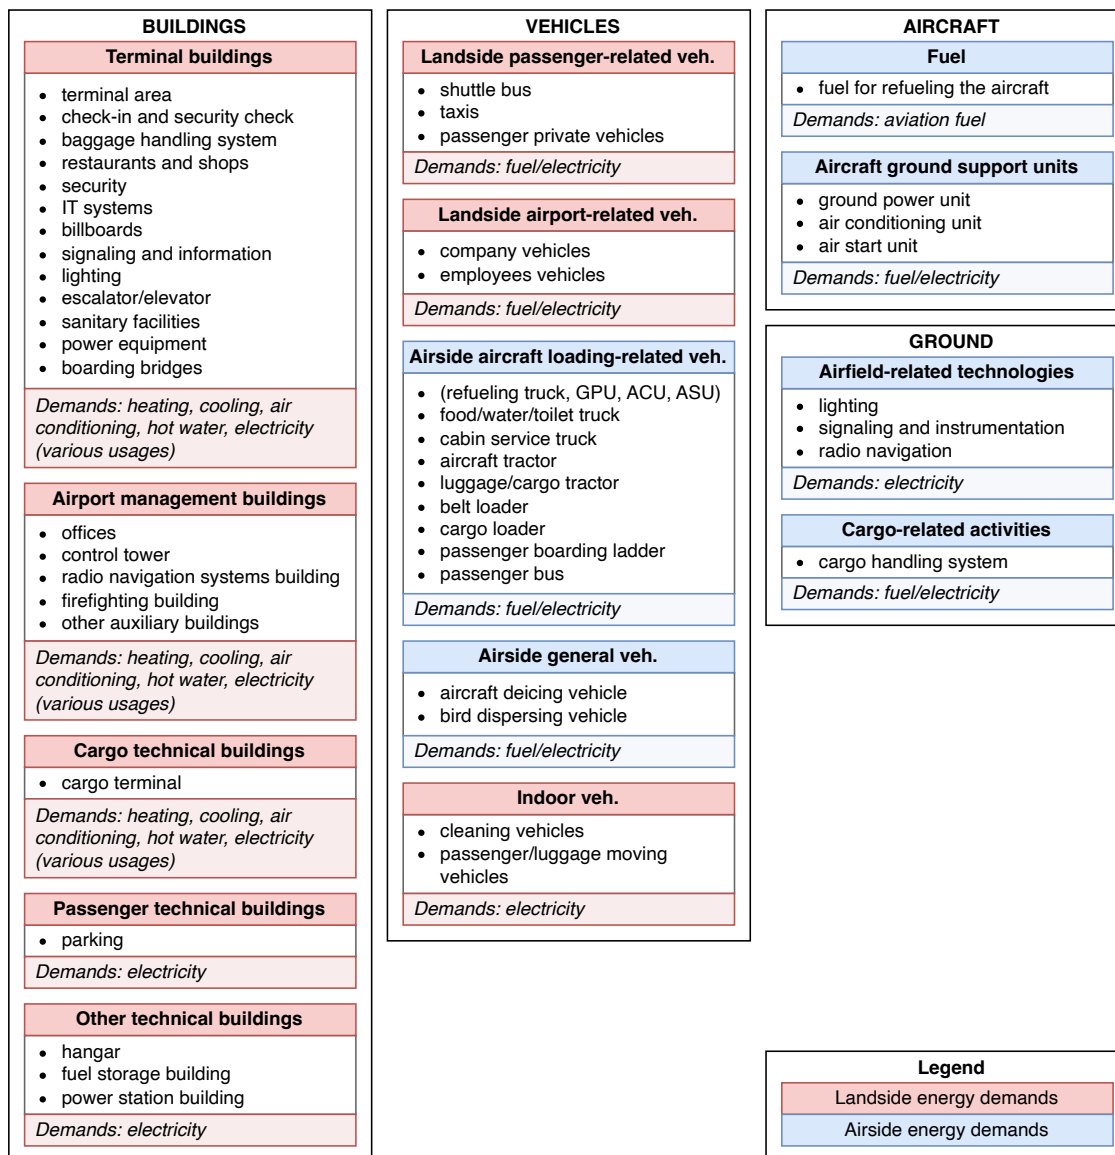 BUILDINGS
Terminal buildings
• terminal area
• check-in and security check
• baggage handling system
• restaurants and shops
• security
• IT systems
• billboards
• signaling and information
• lighting
• escalator/elevator
• sanitary facilities
• power equipment
• boarding bridges
Demands: heating, cooling, air
conditioning, hot water, electricity
(various usages)
Airport management buildings
• offices
• control tower
• radio navigation systems building
• firefighting building
• other auxiliary buildings
Demands: heating, cooling, air
conditioning, hot water, electricity
(various usages)
Cargo technical buildings
• cargo terminal
Demands: heating, cooling, air
conditioning, hot water, electricity
(various usages)
Passenger technical buildings
• parking
Demands: electricity
Other technical buildings
• hangar
• fuel storage building
• power station building
Demands: electricity
VEHICLES
Landside passenger-related veh.
• shuttle bus
• taxis
• passenger private vehicles
Demands: fuel/electricity
Landside airport-related veh.
• company vehicles
• employees vehicles
Demands: fuel/electricity
Airside aircraft loading-related veh.
• (refueling truck, GPU, ACU, ASU)
• food/water/toilet truck
• cabin service truck
• aircraft tractor
• luggage/cargo tractor
• belt loader
• cargo loader
• passenger boarding ladder
• passenger bus
Demands: fuel/electricity
Airside general veh.
• aircraft deicing vehicle
• bird dispersing vehicle
Demands: fuel/electricity
Indoor veh.
• cleaning vehicles
• passenger/luggage moving
vehicles
Demands: electricity
AIRCRAFT
Fuel
• fuel for refueling the aircraft
Demands: aviation fuel
Aircraft ground support units
• ground power unit
• air conditioning unit
• air start unit
Demands: fuel/electricity
GROUND
Airfield-related technologies
• lighting
• signaling and instrumentation
• radio navigation
Demands: electricity
Cargo-related activities
• cargo handling system
Demands: fuel/electricity
Legend
Landside energy demands
Airside energy demands